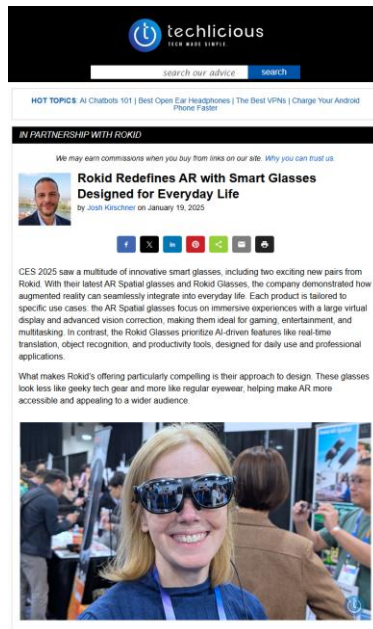 techlicious
TECH MADE SIMPLE.
search our advice
search
HOT TOPICS: AI Chatbots 101 | Best Open Ear Headphones | The Best VPNs | Charge Your Android
Phone Faster
IN PARTNERSHIP WITH ROKID
We may earn commissions when you buy from links on our site. Why you can trust us.
Rokid Redefines AR with Smart Glasses
Designed for Everyday Life
by Josh Kirschner on January 19, 2025
CES 2025 saw a multitude of innovative smart glasses, including two exciting new pairs from
Rokid. With their latest AR Spatial glasses and Rokid Glasses, the company demonstrated how
augmented reality can seamlessly integrate into everyday life. Each product is tailored to
specific use cases: the AR Spatial glasses focus on immersive experiences with a large virtual
display and advanced vision correction, making them ideal for gaming, entertainment, and
multitasking. In contrast, the Rokid Glasses prioritize AI-driven features like real-time
translation, object recognition, and productivity tools, designed for daily use and professional
applications.
What makes Rokid's offering particularly compelling is their approach to design. These glasses
look less like geeky tech gear and more like regular eyewear, helping make AR more
accessible and appealing to a wider audience.